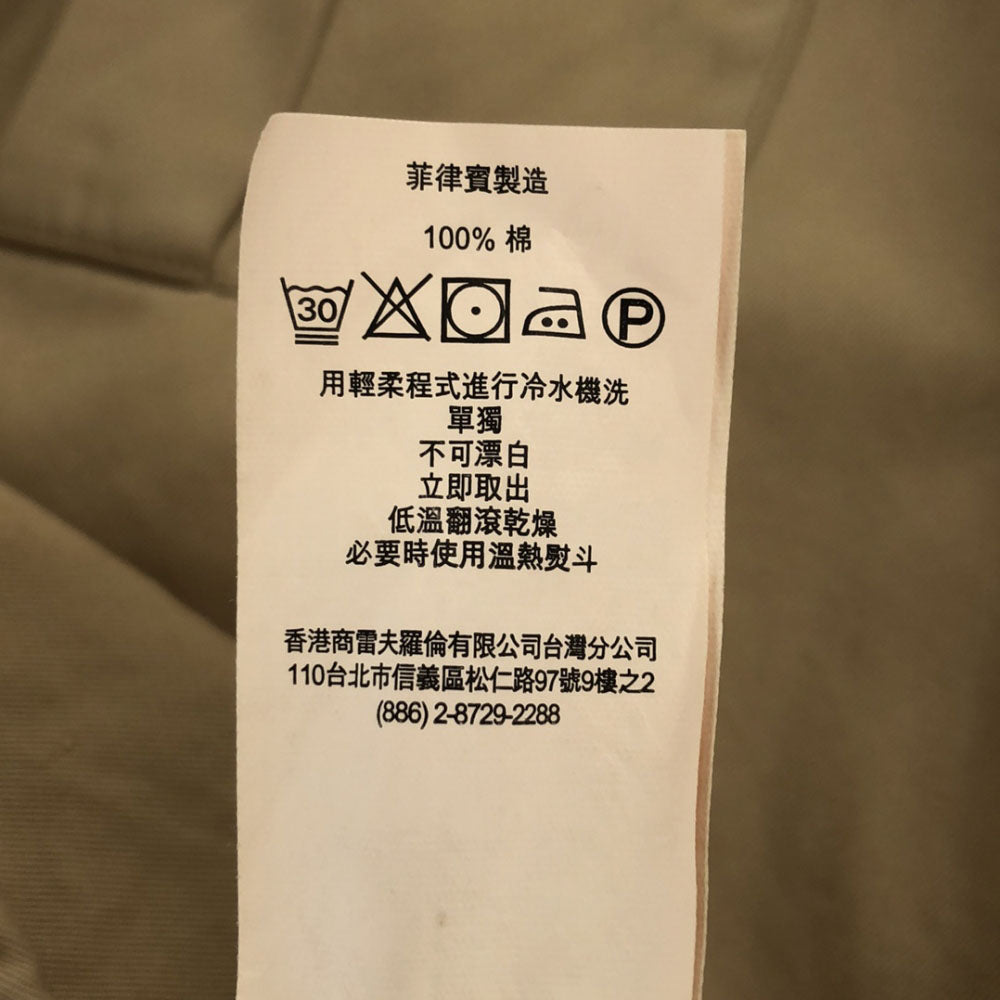 菲律賓製造
100% 棉
30 P
用輕柔程式進行冷水機洗
單獨
不可漂白
立即取出
低溫翻滾乾燥
必要時使用溫熱熨斗
香港商雷夫羅倫有限公司台灣分公司
110台北市信義區松仁路97號9樓之2
(886) 2-8729-2288